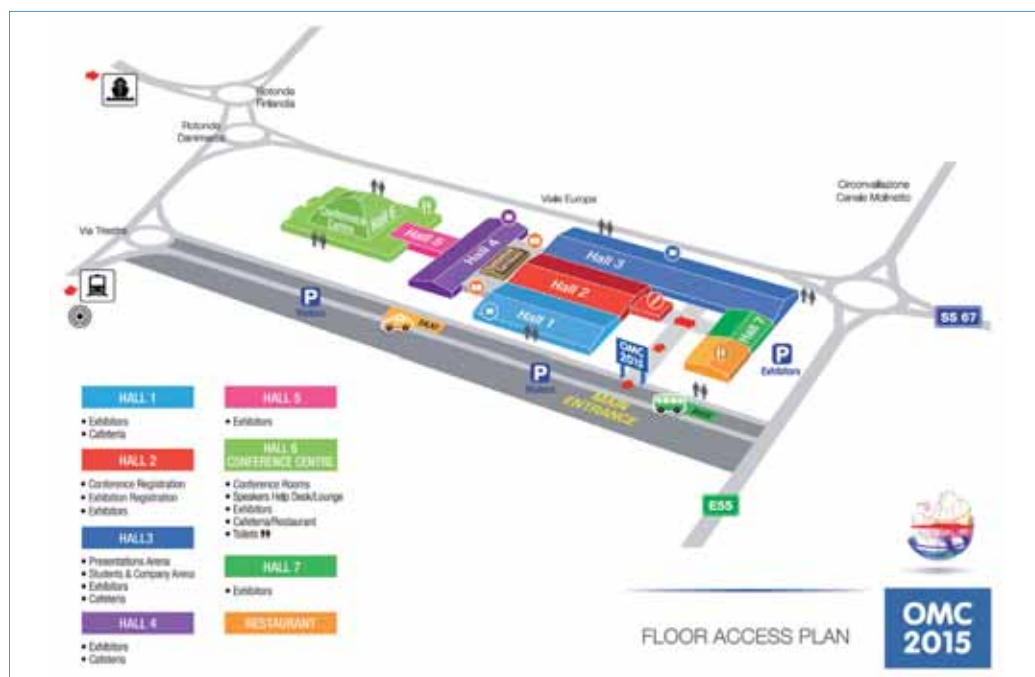 Rotonda
Finlandia
Rotonda
Danimarca
Viale Europa
Circonvallazione
Canale Molinetto
Via Trieste
Conference
Centre
Hall 6
Hall 5
Hall 4
Hall 3
Hall 2
Hall 1
Hall 7
SS 67
P
Visitors
TAXI
OMC
2015
P
Exhibitors
P
Visitors
MAIN
ENTRANCE
E55
HALL 1
• Exhibitors
• Cafeteria
HALL 2
• Conference Registration
• Exhibition Registration
• Exhibitors
HALL3
• Presentations Arena
• Students & Company Arena
• Exhibitors
• Cafeteria
HALL 4
• Exhibitors
• Cafeteria
HALL 5
• Exhibitors
HALL 6
CONFERENCE CENTRE
• Conference Rooms
• Speakers Help Desk/Lounge
• Exhibitors
• Cafeteria/Restaurant
• Toilets
HALL 7
• Exhibitors
RESTAURANT
FLOOR ACCESS PLAN
OMC
2015